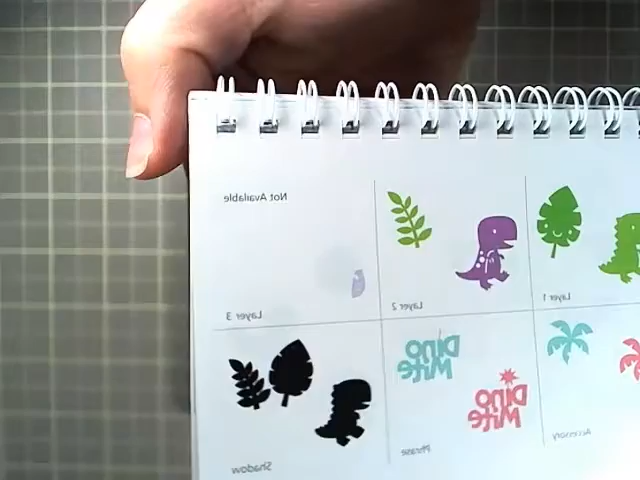 Layer 1
Layer 2
Not Available
Layer 3
Accessory
Dino
Mite
Dino
Mite
Phrase
Shadow